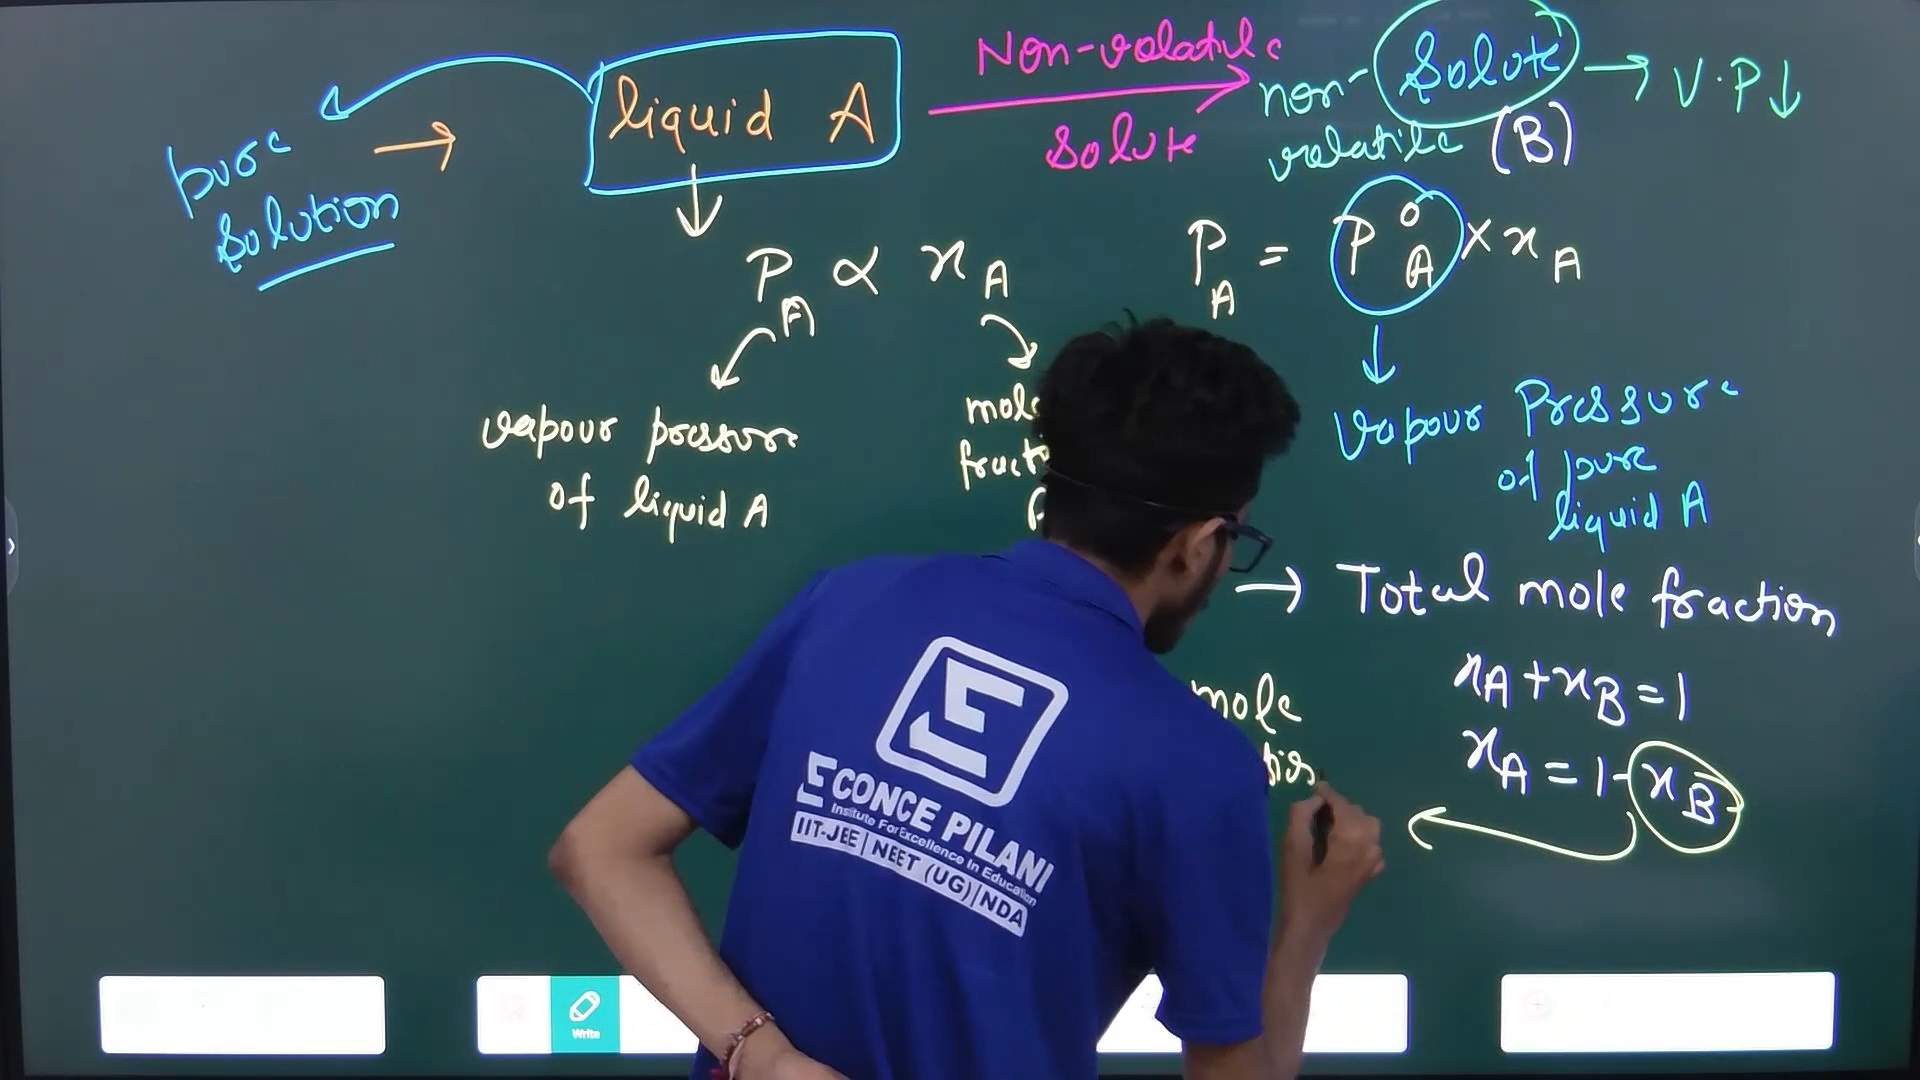 Non-volatile
Solute
liquid A
pure
solution
non-
volatile
Solute
(B)
V.P↓
P_A ∝ x_A
P_A = P°_A × x_A
vapour pressure
of liquid A
mole
Vapour Pressure
of pure
liquid A
→ Total mole fraction
x_A + x_B = 1
x_A = 1 - x_B
mole
ECONCE PILANI
Institute For Excellence In Education
IIT-JEE | NEET (UG) | NDA
Write